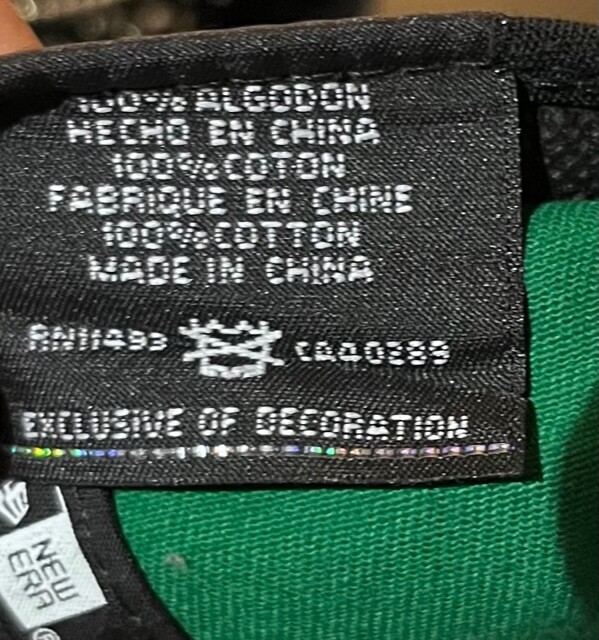 100% ALGODON
HECHO EN CHINA
100% COTON
FABRIQUE EN CHINE
100% COTTON
MADE IN CHINA
RN11493 CA40289
EXCLUSIVE OF DECORATION
NEW
ERA
®